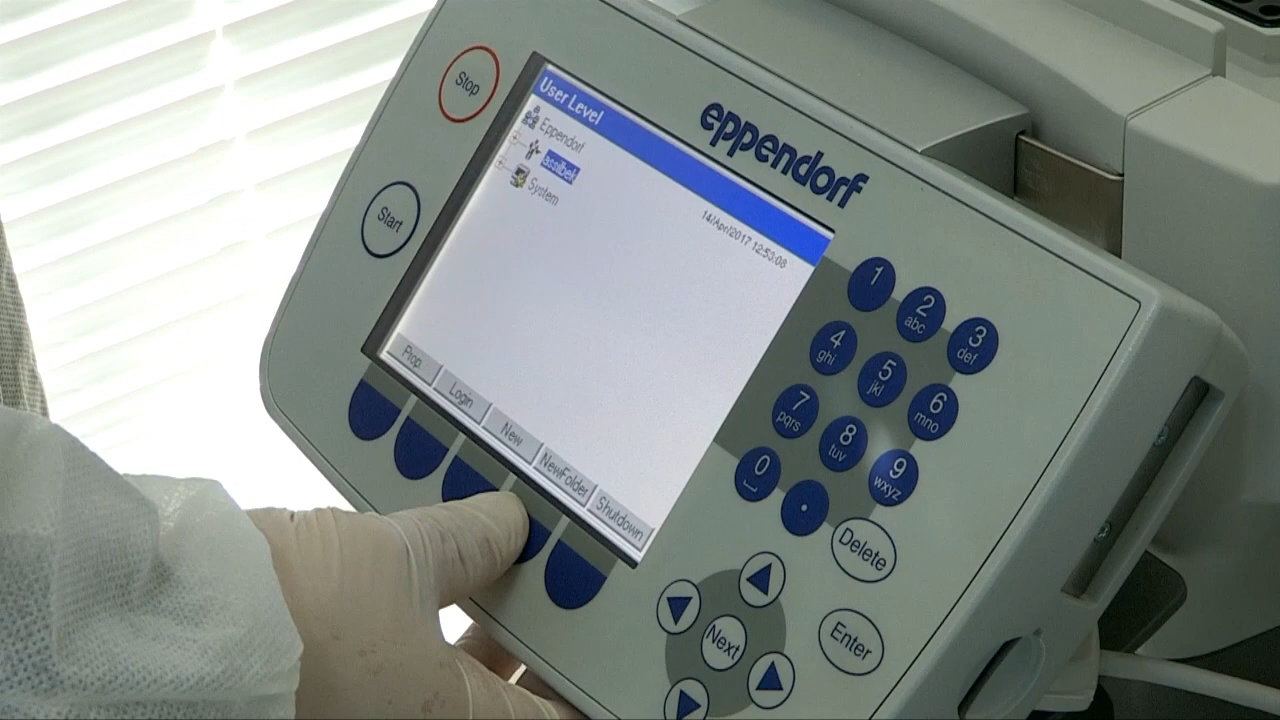 Stop
Start
eppendorf
User Level
Eppendorf
System
14/April/2017 12:53:08
Prop.
Login
New
NewFolder
Shutdown
1
2
abc
3
def
4
ghi
5
jkl
6
mno
7
pqrs
8
tuv
9
wxyz
0
Delete
Enter
Next